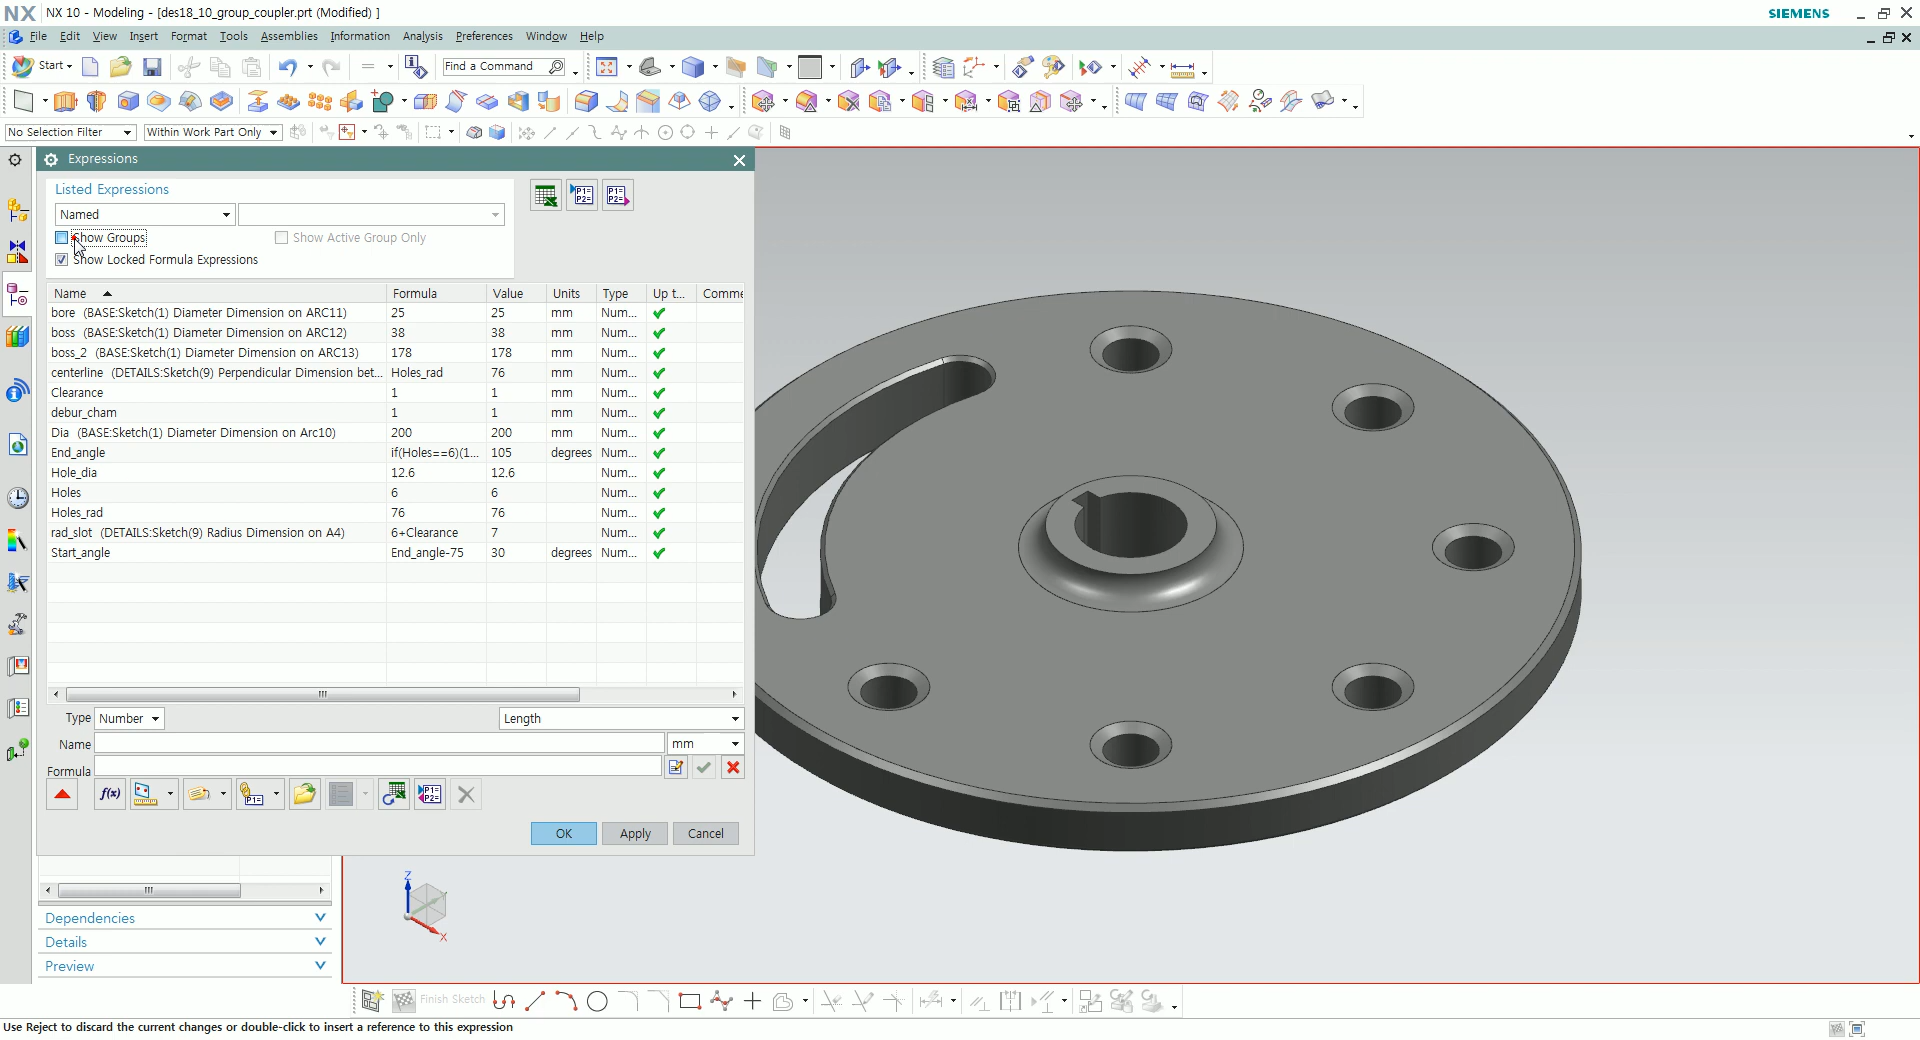 NX NX 10 - Modeling - [des18_10_group_coupler.prt (Modified) ] SIEMENS
File Edit View Insert Format Tools Assemblies Information Analysis Preferences Window Help
Start Find a Command
No Selection Filter Within Work Part Only
Expressions
Listed Expressions
Named
Show Groups Show Active Group Only
Show Locked Formula Expressions
P1= P2= P1= P2=
Name Formula Value Units Type Up t... Comme
bore (BASE:Sketch(1) Diameter Dimension on ARC11) 25 25 mm Num...
boss (BASE:Sketch(1) Diameter Dimension on ARC12) 38 38 mm Num...
boss_2 (BASE:Sketch(1) Diameter Dimension on ARC13) 178 178 mm Num...
centerline (DETAILS:Sketch(9) Perpendicular Dimension bet... Holes_rad 76 mm Num...
Clearance 1 1 mm Num...
debur_cham 1 1 mm Num...
Dia (BASE:Sketch(1) Diameter Dimension on Arc10) 200 200 mm Num...
End_angle if(Holes==6)(1... 105 degrees Num...
Hole_dia 12.6 12.6 Num...
Holes 6 6 Num...
Holes_rad 76 76 Num...
rad_slot (DETAILS:Sketch(9) Radius Dimension on A4) 6+Clearance 7 Num...
Start_angle End_angle-75 30 degrees Num...
Type Number Length
Name mm
Formula
f(x) P1= P1= P2=
OK Apply Cancel
Z
X
Dependencies
Details
Preview
Finish Sketch
Use Reject to discard the current changes or double-click to insert a reference to this expression